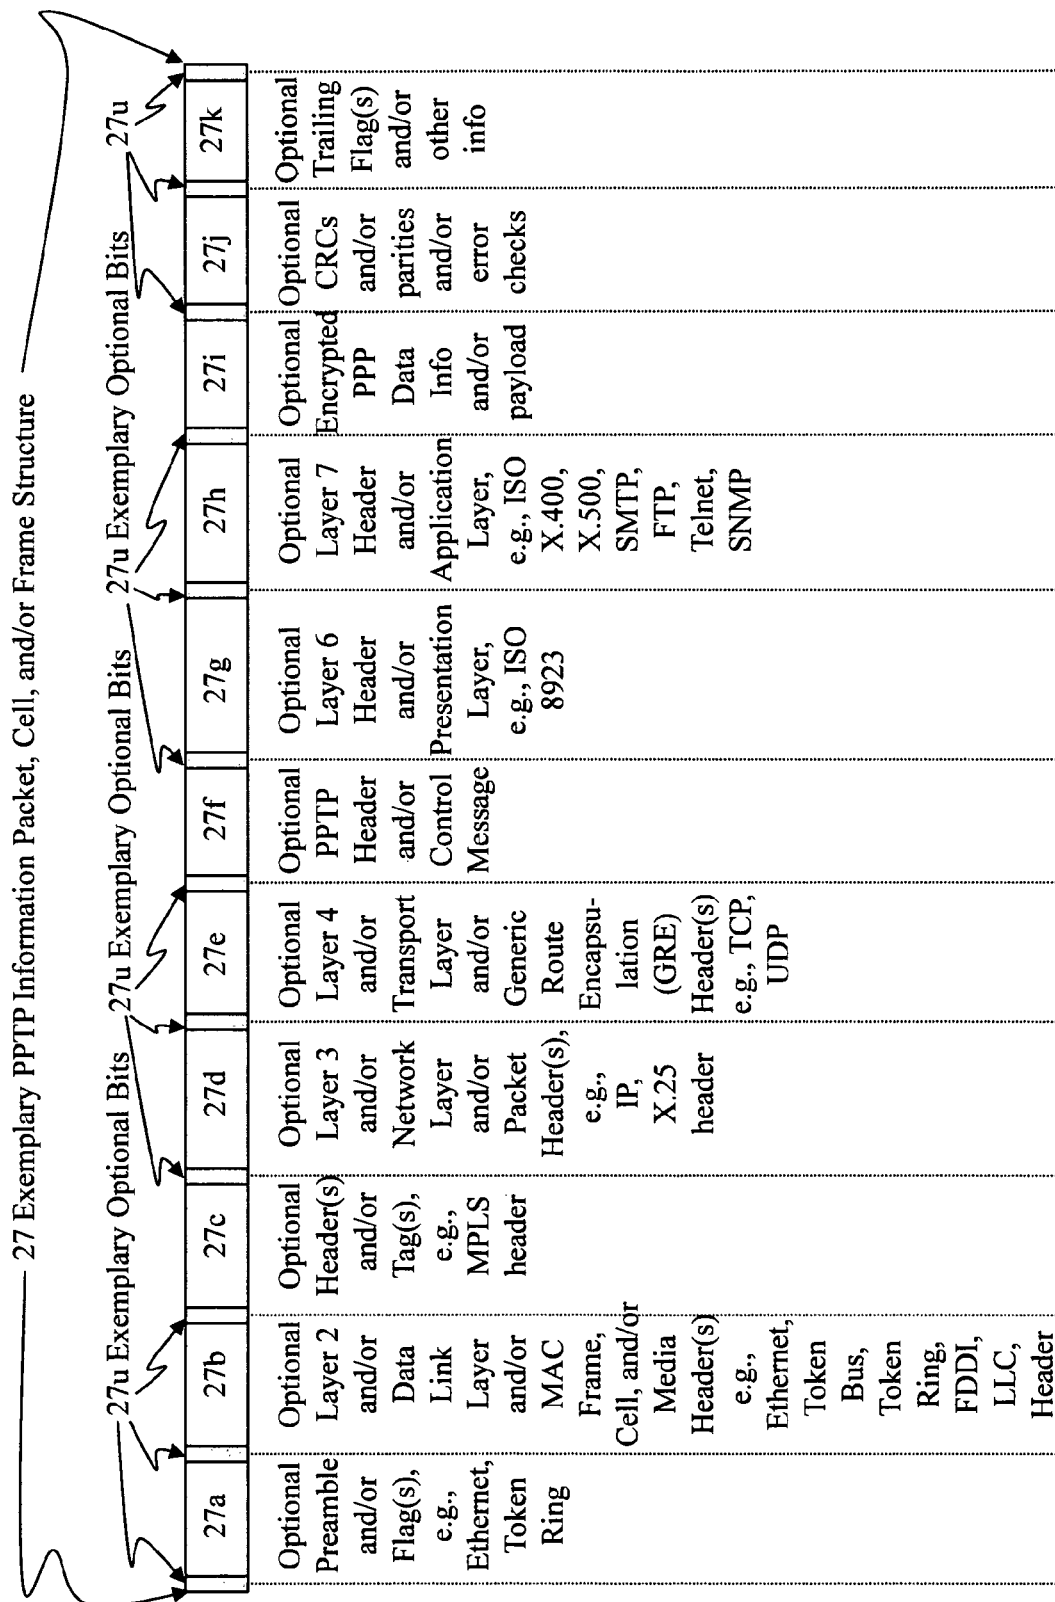 27 Exemplary PPTP Information Packet, Cell, and/or Frame Structure
27u Exemplary Optional Bits
27u Exemplary Optional Bits
27u Exemplary Optional Bits
27u
27a
27b
27c
27d
27e
27f
27g
27h
27i
27j
27k
Optional
Preamble
and/or
Flag(s),
e.g.,
Ethernet,
Token
Ring
Optional
Layer 2
and/or
Data
Link
Layer
and/or
MAC
Frame,
Cell, and/or
Media
Header(s)
e.g.,
Ethernet,
Token
Bus,
Token
Ring,
FDDI,
LLC,
Header
Optional
Header(s)
and/or
Tag(s),
e.g.,
MPLS
header
Optional
Layer 3
and/or
Network
Layer
and/or
Packet
Header(s),
e.g.,
IP,
X.25
header
Optional
Layer 4
and/or
Transport
Layer
and/or
Generic
Route
Encapsu-
lation
(GRE)
Header(s)
e.g., TCP,
UDP
Optional
PPTP
Header
and/or
Control
Message
Optional
Layer 6
Header
and/or
Presentation
Layer,
e.g., ISO
8923
Optional
Layer 7
Header
and/or
Application
Layer,
e.g., ISO
X.400,
X.500,
SMTP,
FTP,
Telnet,
SNMP
Optional
Encrypted
PPP
Data
Info
and/or
payload
Optional
CRCs
and/or
parities
and/or
error
checks
Optional
Trailing
Flag(s)
and/or
other
info